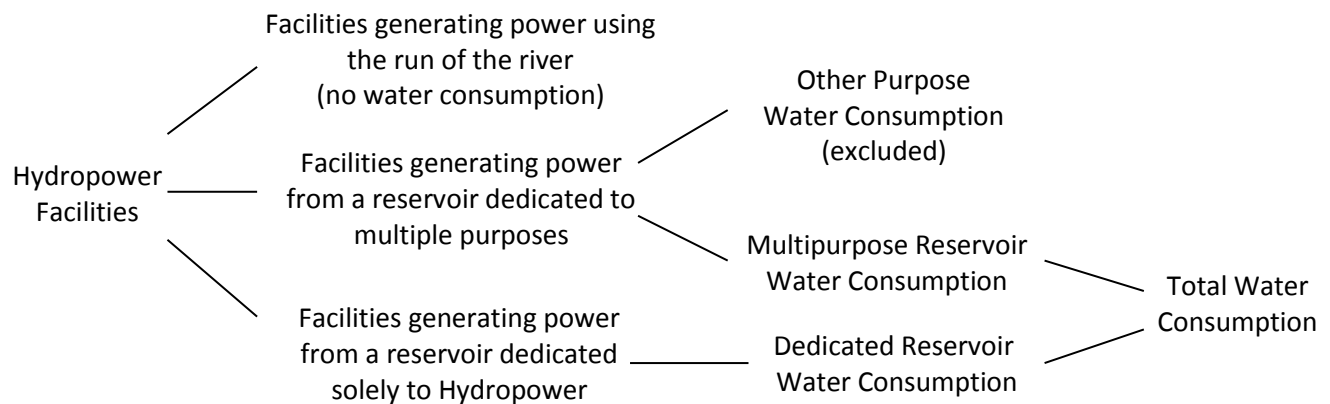 Facilities generating power using
the run of the river
(no water consumption)
Other Purpose
Water Consumption
(excluded)
Hydropower
Facilities
Facilities generating power
from a reservoir dedicated to
multiple purposes
Multipurpose Reservoir
Water Consumption
Total Water
Consumption
Facilities generating power
from a reservoir dedicated
solely to Hydropower
Dedicated Reservoir
Water Consumption